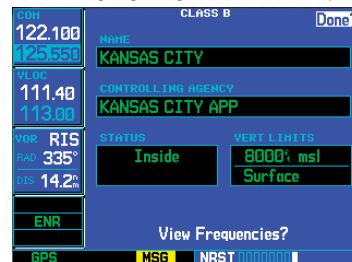 COM
122.100
125.550
VLOC
111.40
113.00
VOR RIS
RAD 335°
DIS 14.2nm
ENR
GPS
CLASS B
Done?
NAME
KANSAS CITY
CONTROLLING AGENCY
KANSAS CITY APP
STATUS
Inside
VERT LIMITS
8000ft msl
Surface
View Frequencies?
MSG
NRST